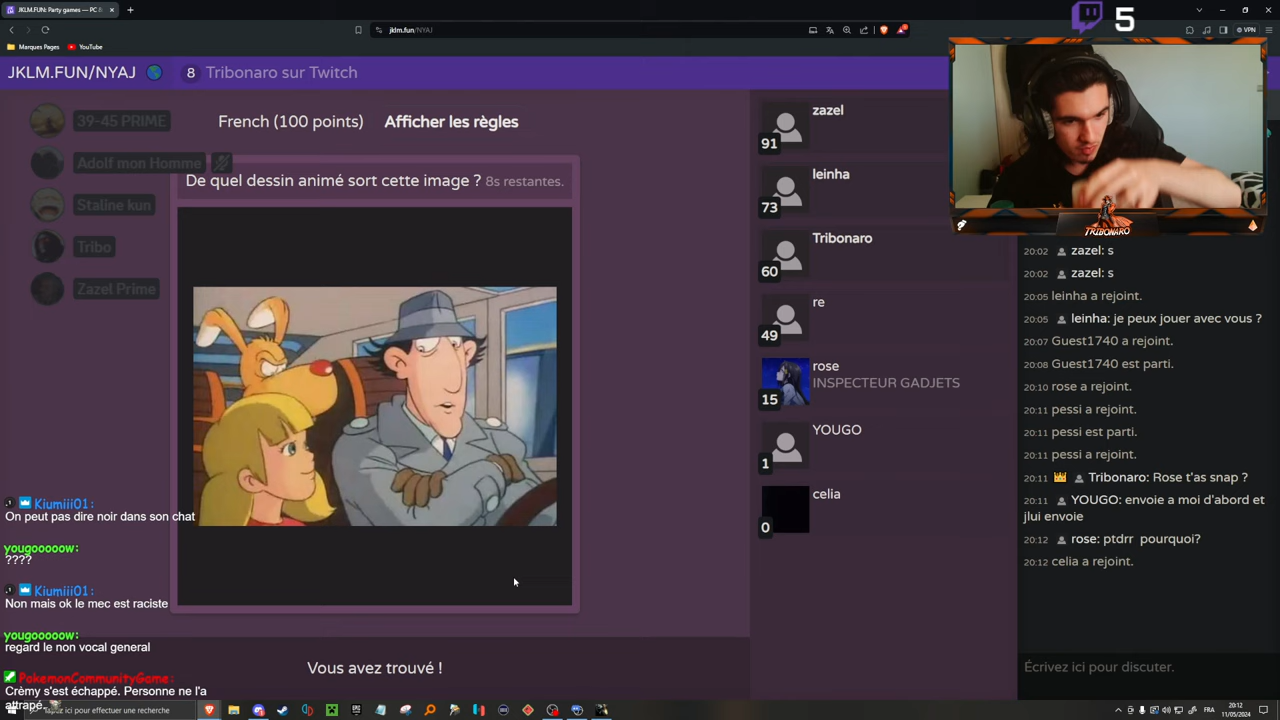 JKLM.FUN: Party games — PC B
jklm.fun/NYAJ
VPN
Marques Pages
YouTube
5
JKLM.FUN/NYAJ
8 Tribonaro sur Twitch
39-45 PRIME
Adolf mon Homme
Staline kun
Tribo
Zazel Prime
French (100 points) Afficher les règles
De quel dessin animé sort cette image ? 8s restantes.
Vous avez trouvé !
zazel
91
leinha
73
Tribonaro
60
re
49
rose
INSPECTEUR GADJETS
15
YOUGO
1
celia
0
TRIBONARO
20:02 zazel: s
20:02 zazel: s
20:05 leinha a rejoint.
20:05 leinha: je peux jouer avec vous ?
20:07 Guest1740 a rejoint.
20:08 Guest1740 est parti.
20:10 rose a rejoint.
20:11 pessi a rejoint.
20:11 pessi est parti.
20:11 pessi a rejoint.
20:11 Tribonaro: Rose t'as snap ?
20:11 YOUGO: envoie a moi d'abord et
jlui envoie
20:12 rose: ptdrr pourquoi?
20:12 celia a rejoint.
Écrivez ici pour discuter.
Kiumiii01:
On peut pas dire noir dans son chat
yougooooow:
????
Kiumiii01:
Non mais ok le mec est raciste
yougooooow:
regard le non vocal general
PokemonCommunityGame:
Crèmy s'est échappé. Personne ne l'a
attrapé.
Tapez ici pour effectuer une recherche
FRA
20:12
11/05/2024